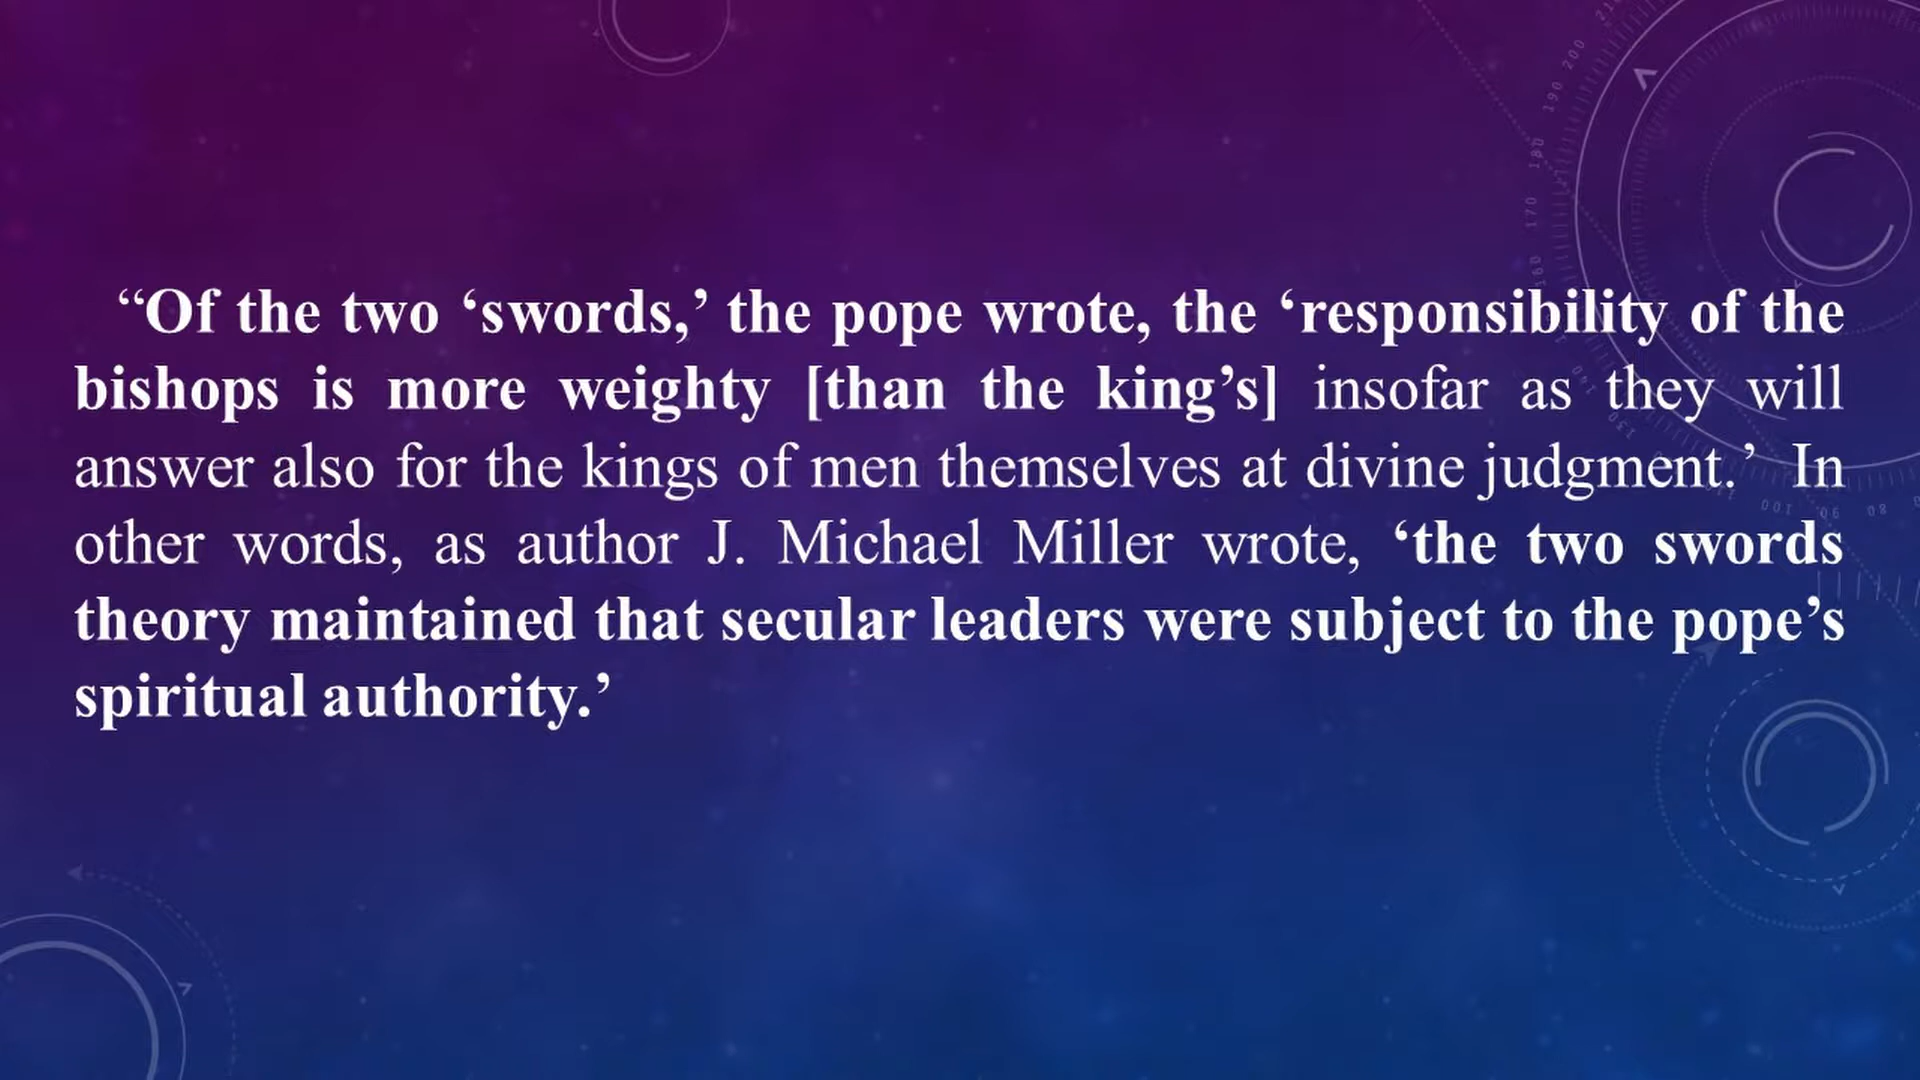 “Of the two ‘swords,’ the pope wrote, the ‘responsibility of the
bishops is more weighty [than the king’s] insofar as they will
answer also for the kings of men themselves at divine judgment.’ In
other words, as author J. Michael Miller wrote, ‘the two swords
theory maintained that secular leaders were subject to the pope’s
spiritual authority.’